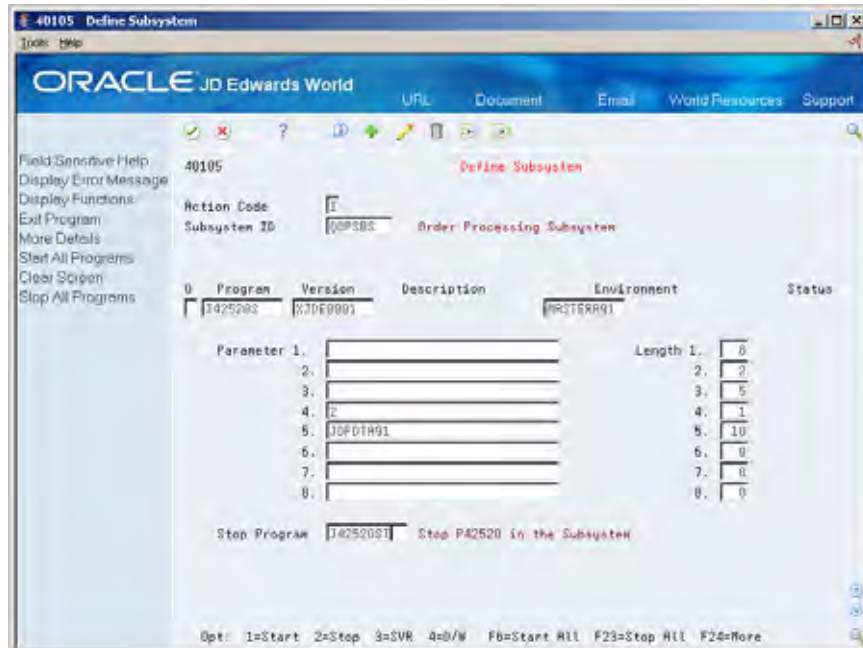 40105 Define Subsystem
Tools Help
ORACLE JD Edwards World
URL Document Email World Resources Support
?
Field Sensitive Help
Display Error Message
Display Functions
Exit Program
More Details
Start All Programs
Clear Screen
Stop All Programs
40105 Define Subsystem
Action Code I
Subsystem ID QOPSBS Order Processing Subsystem
O Program Version Description Environment Status
J42520S XJDE0001 MASTERA91
Parameter 1. Length 1. 8
2. 2. 2
3. 3. 5
4. 2 4. 1
5. JDFDTA91 5. 10
6. 6. 0
7. 7. 0
8. 8. 0
Stop Program J42520ST Stop P42520 in the Subsystem
Opt: 1=Start 2=Stop 3=SVR 4=D/W F6=Start All F23=Stop All F24=More